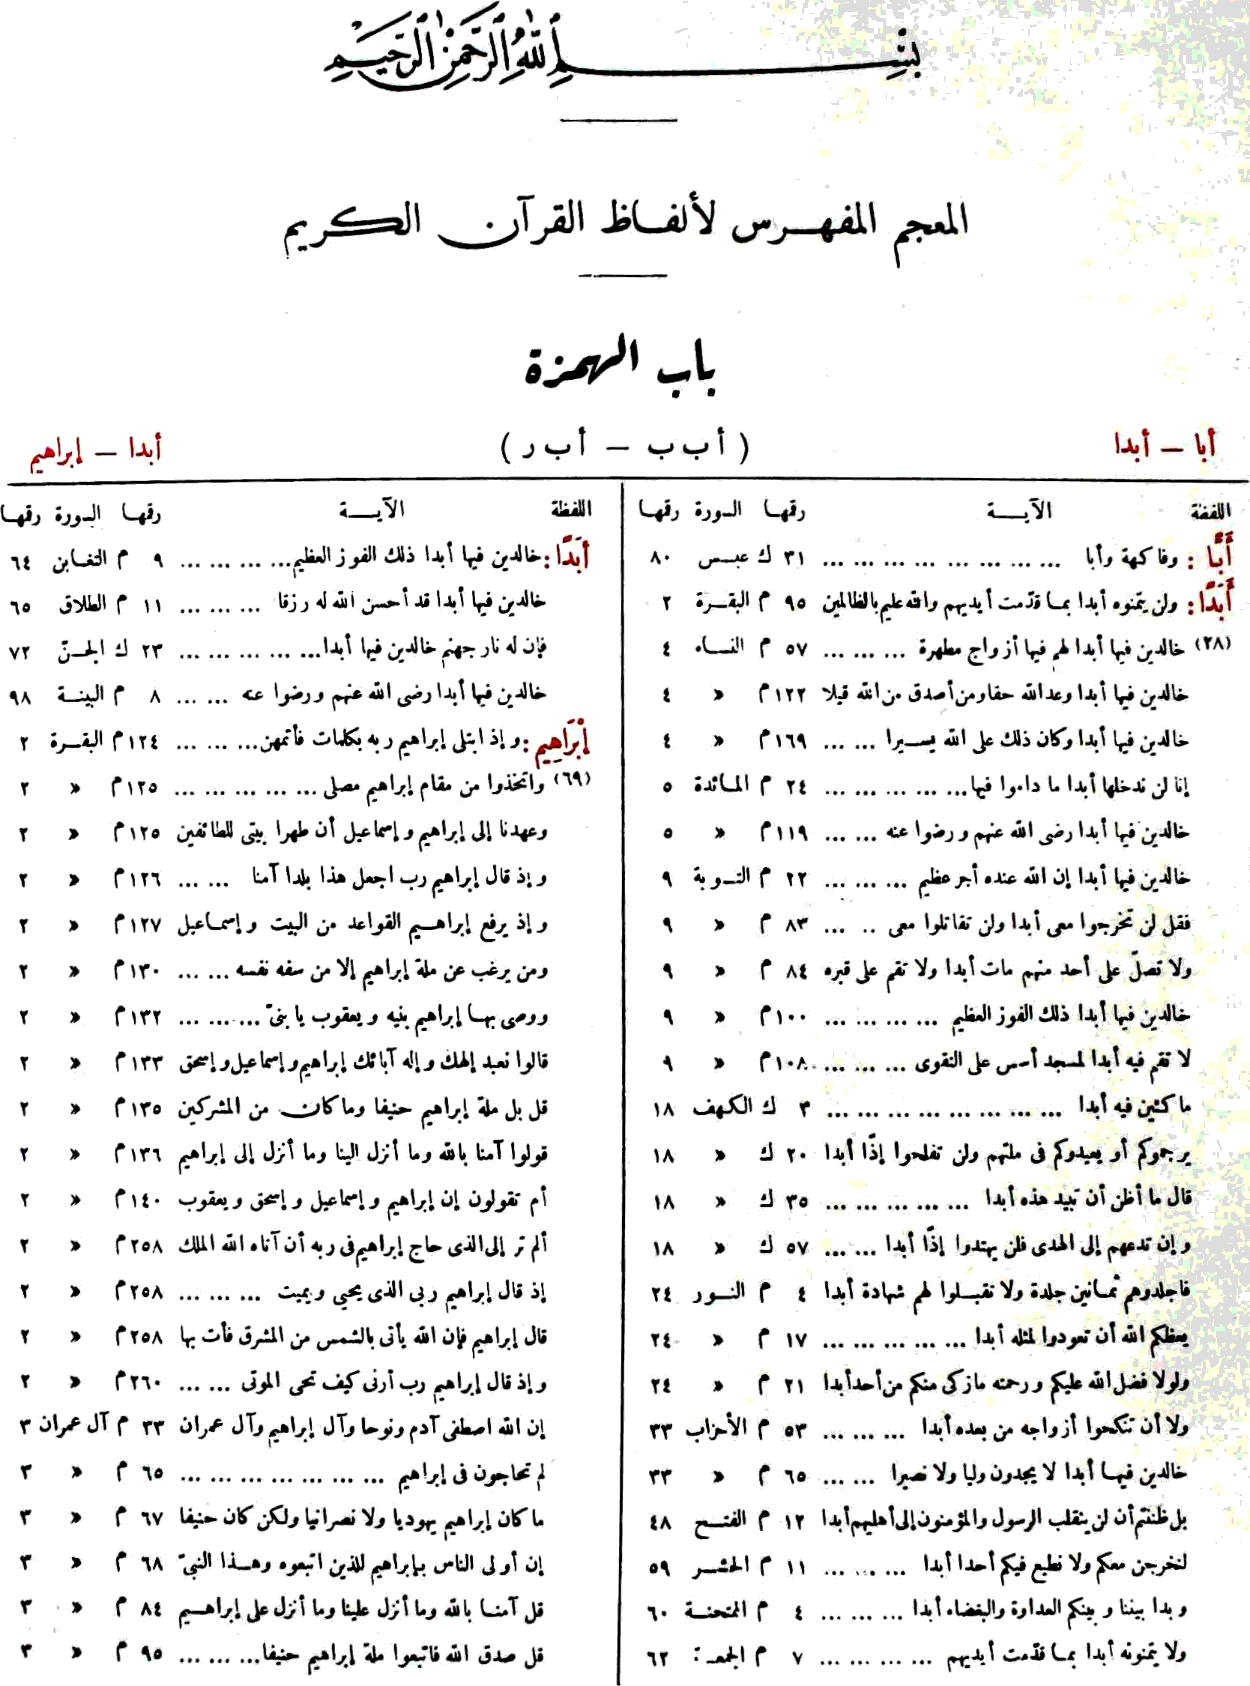 بسم الله الرحمن الرحيم
المعجم المفهرس لألفاظ القرآن الكريم
باب الهمزة
أبا – أبدا
( أ ب ب – أ ب ر )
أبدا – إبراهيم
اللفظة الآيـــة رقها السورة رقها
أَبًّا : وفاكهة وأبا ... ... ... ... ... ... ... ... ٣١ ك عبس ٨٠
أَبَدًا : ولن يتمنوه أبدا بما قدّمت أيديهم والله عليم بالظالمين ٩٥ م البقرة ٢
(٢٨) خالدين فيها أبدا لهم فيها أزواج مطهرة ... ... ... ٥٧ م النساء ٤
خالدين فيها أبدا وعد الله حقا ومن أصدق من الله قيلا ١٢٢ م « ٤
خالدين فيها أبدا وكان ذلك على الله يسيرا ... ... ١٦٩ م « ٤
إنا لن ندخلها أبدا ما داموا فيها... ... ... ... ... ٢٤ م المائدة ٥
خالدين فيها أبدا رضى الله عنهم ورضوا عنه ... ... ١١٩ م « ٥
خالدين فيها أبدا إن الله عنده أجر عظيم ... ... ... ٢٢ م التوبة ٩
فقل لن تخرجوا معى أبدا ولن تقاتلوا معى .. ... ٨٣ م « ٩
ولا تصلّ على أحد منهم مات أبدا ولا تقم على قبره ٨٤ م « ٩
خالدين فيها أبدا ذلك الفوز العظيم ... ... ... ... ١٠٠ م « ٩
لا تقم فيه أبدا لمسجد أسس على التقوى ... ... ... ١٠٨ م « ٩
ماكثين فيه أبدا ... ... ... ... ... ... ... ... ٣ ك الكهف ١٨
يرجموكم أو يعيدوكم فى ملتهم ولن تفلحوا إذّا أبدا ٢٠ ك « ١٨
قال ما أظن أن تبيد هذه أبدا ... ... ... ... ... ٣٥ ك « ١٨
وإن تدعهم إلى الهدى فلن يهتدوا إذّا أبدا ... ... ٥٧ ك « ١٨
فاجلدوهم ثمانين جلدة ولا تقبلوا لهم شهادة أبدا ٤ م النور ٢٤
يعظكم الله أن تعودوا لمثله أبدا ... ... ... ... ... ١٧ م « ٢٤
ولولا فضل الله عليكم ورحمته مازكى منكم من أحد أبدا ٢١ م « ٢٤
ولا أن تنكحوا أزواجه من بعده أبدا ... ... ... ٥٣ م الأحزاب ٣٣
خالدين فيها أبدا لا يجدون وليا ولا نصيرا ... ... ٦٥ م « ٣٣
بل ظننتم أن لن ينقلب الرسول والمؤمنون إلى أهليهم أبدا ١٢ م الفتح ٤٨
لنخرجن معكم ولا نطيع فيكم أحدا أبدا ... ... ... ١١ م الحشر ٥٩
وبدا بيننا وبينكم العداوة والبغضاء أبدا ... ... ... ٤ م الممتحنة ٦٠
ولا يتمنونه أبدا بما قدّمت أيديهم ... ... ... ... ٧ م الجمعة ٦٢
اللفظة الآيـــة رقها السورة رقها
أَبَدًا : خالدين فيها أبدا ذلك الفوز العظيم... ... ... ... ٩ م التغابن ٦٤
خالدين فيها أبدا قد أحسن الله له رزقا ... ... ... ١١ م الطلاق ٦٥
فإن له نار جهنم خالدين فيها أبدا... ... ... ... ... ٢٣ ك الجنّ ٧٢
خالدين فيها أبدا رضى الله عنهم ورضوا عنه ... ... ٨ م البينة ٩٨
إِبْرَاهِيم : وإذ ابتلى إبراهيم ربه بكلمات فأتمهن... ... ... ١٢٤ م البقرة ٢
(٦٩) واتخذوا من مقام إبراهيم مصلى ... ... ... ... ... ١٢٥ م « ٢
وعهدنا إلى إبراهيم وإسماعيل أن طهرا بيتى للطائفين ١٢٥ م « ٢
وإذ قال إبراهيم رب اجعل هذا بلدا آمنا ... ... ١٢٦ م « ٢
وإذ يرفع إبراهيم القواعد من البيت وإسماعيل ١٢٧ م « ٢
ومن يرغب عن ملة إبراهيم إلا من سفه نفسه ... ... ١٣٠ م « ٢
ووصى بها إبراهيم بنيه ويعقوب يا بنىّ ... ... ... ١٣٢ م « ٢
قالوا نعبد إلهك وإله آبائك إبراهيم وإسماعيل وإسحق ١٣٣ م « ٢
قل بل ملة إبراهيم حنيفا وما كان من المشركين ١٣٥ م « ٢
قولوا آمنا بالله وما أنزل الينا وما أنزل إلى إبراهيم ١٣٦ م « ٢
أم تقولون إن إبراهيم وإسماعيل وإسحق ويعقوب ١٤٠ م « ٢
ألم تر إلى الذى حاج إبراهيم فى ربه أن آتاه الله الملك ٢٥٨ م « ٢
إذ قال إبراهيم ربى الذى يحيى ويميت ... ... ... ٢٥٨ م « ٢
قال إبراهيم فإن الله يأتى بالشمس من المشرق فأت بها ٢٥٨ م « ٢
وإذ قال إبراهيم رب أرنى كيف تحى الموتى ... ... ٢٦٠ م « ٢
إن الله اصطفى آدم ونوحا وآل إبراهيم وآل عمران ٣٣ م آل عمران ٣
لم تحاجون فى إبراهيم ... ... ... ... ... ... ... ٦٥ م « ٣
ما كان إبراهيم يهوديا ولا نصرانيا ولكن كان حنيفا ٦٧ م « ٣
إن أولى الناس بإبراهيم للذين اتبعوه وهذا النبىّ ٦٨ م « ٣
قل آمنا بالله وما أنزل علينا وما أنزل على إبراهيم ٨٤ م « ٣
قل صدق الله فاتبعوا ملة إبراهيم حنيفا... ... ... ٩٥ م « ٣